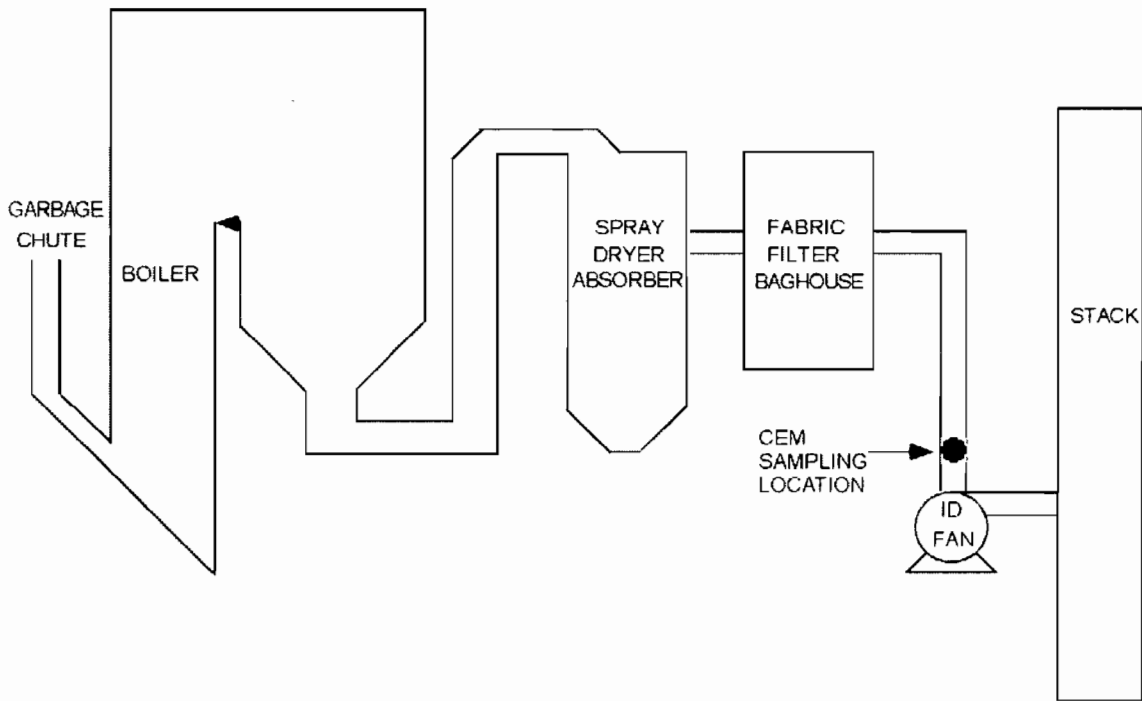 GARBAGE
CHUTE
BOILER
SPRAY
DRYER
ABSORBER
FABRIC
FILTER
BAGHOUSE
STACK
CEM
SAMPLING
LOCATION
ID
FAN